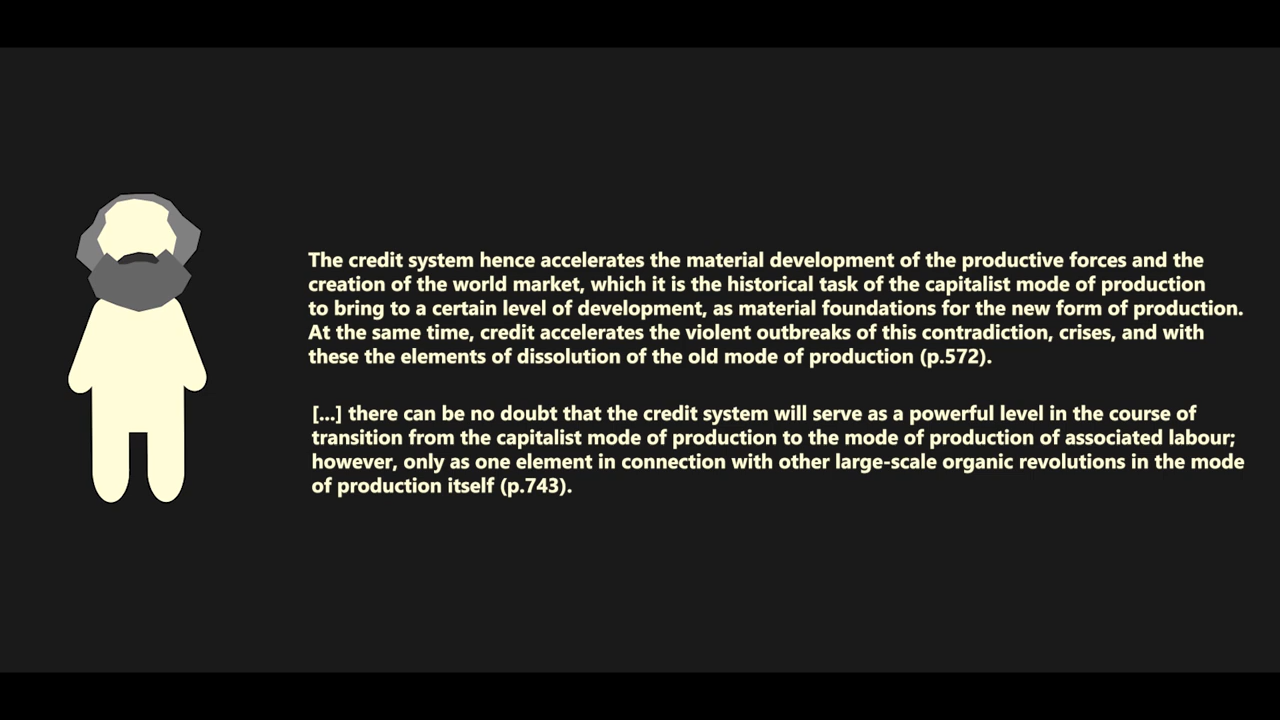 The credit system hence accelerates the material development of the productive forces and the
creation of the world market, which it is the historical task of the capitalist mode of production
to bring to a certain level of development, as material foundations for the new form of production.
At the same time, credit accelerates the violent outbreaks of this contradiction, crises, and with
these the elements of dissolution of the old mode of production (p.572).
[...] there can be no doubt that the credit system will serve as a powerful level in the course of
transition from the capitalist mode of production to the mode of production of associated labour;
however, only as one element in connection with other large-scale organic revolutions in the mode
of production itself (p.743).